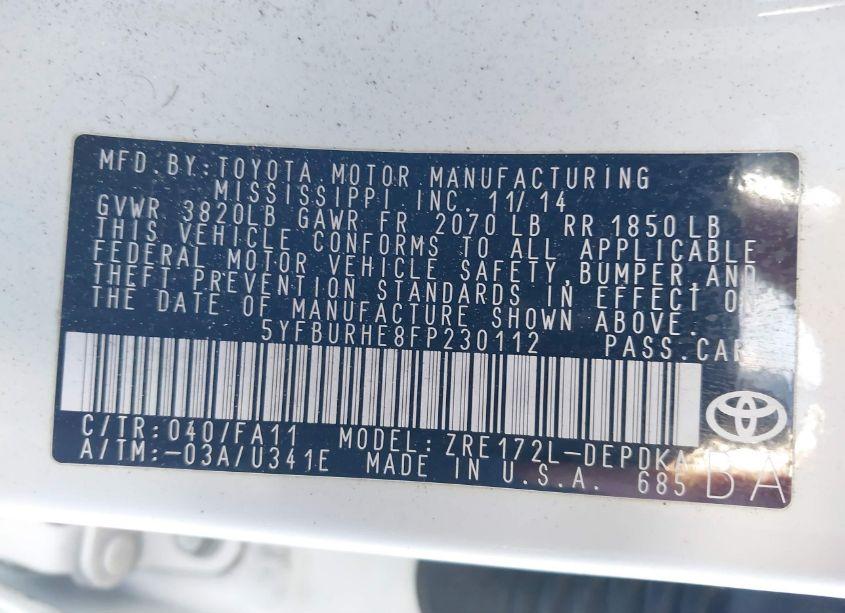 MFD.BY:TOYOTA MOTOR MANUFACTURING
MISSISSIPPI INC. 11/14
GVWR 3820LB GAWR FR 2070 LB RR 1850 LB
THIS VEHICLE CONFORMS TO ALL APPLICABLE
FEDERAL MOTOR VEHICLE SAFETY,BUMPER,AND
THEFT PREVENTION STANDARDS IN EFFECT ON
THE DATE OF MANUFACTURE SHOWN ABOVE.
5YFBURHE8FP230112 PASS.CAR
C/TR:040/FA11 MODEL:ZRE172L-DEPDKA
A/TM:-03A/U341E MADE IN U.S.A. 685 BA